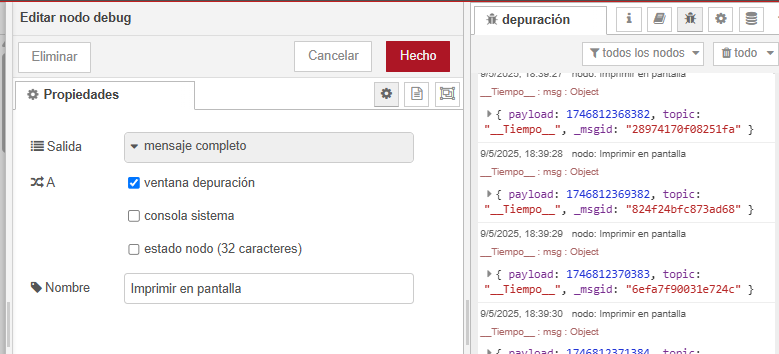 Editar nodo debug
Eliminar
Cancelar
Hecho
Propiedades
Salida
mensaje completo
A
ventana depuración
consola sistema
estado nodo (32 caracteres)
Nombre
Imprimir en pantalla
depuración
todos los nodos
todo
9/5/2025, 18:39:27 nodo: Imprimir en pantalla
__Tiempo__ : msg : Object
{ payload: 1746812368382, topic:
"__Tiempo__", _msgid: "28974170f08251fa" }
9/5/2025, 18:39:28 nodo: Imprimir en pantalla
__Tiempo__ : msg : Object
{ payload: 1746812369382, topic:
"__Tiempo__", _msgid: "824f24bfc873ad68" }
9/5/2025, 18:39:29 nodo: Imprimir en pantalla
__Tiempo__ : msg : Object
{ payload: 1746812370383, topic:
"__Tiempo__", _msgid: "6efa7f90031e724c" }
9/5/2025, 18:39:30 nodo: Imprimir en pantalla
__Tiempo__ : msg : Object
{ payload: 1746812371384, topic: